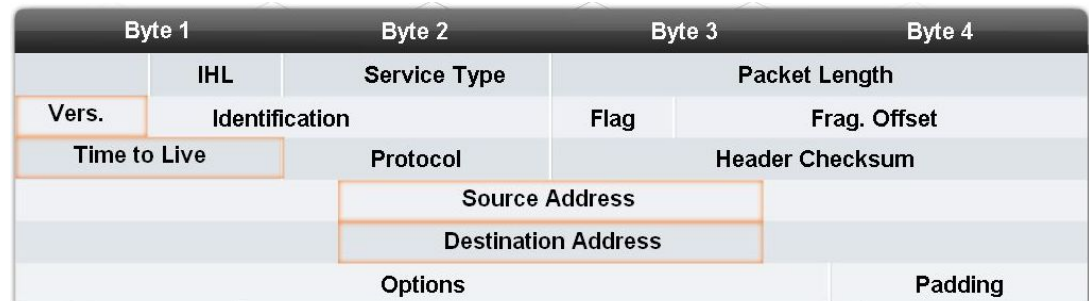 Byte 1 Byte 2 Byte 3 Byte 4
IHL Service Type Packet Length
Vers. Identification Flag Frag. Offset
Time to Live Protocol Header Checksum
Source Address
Destination Address
Options Padding